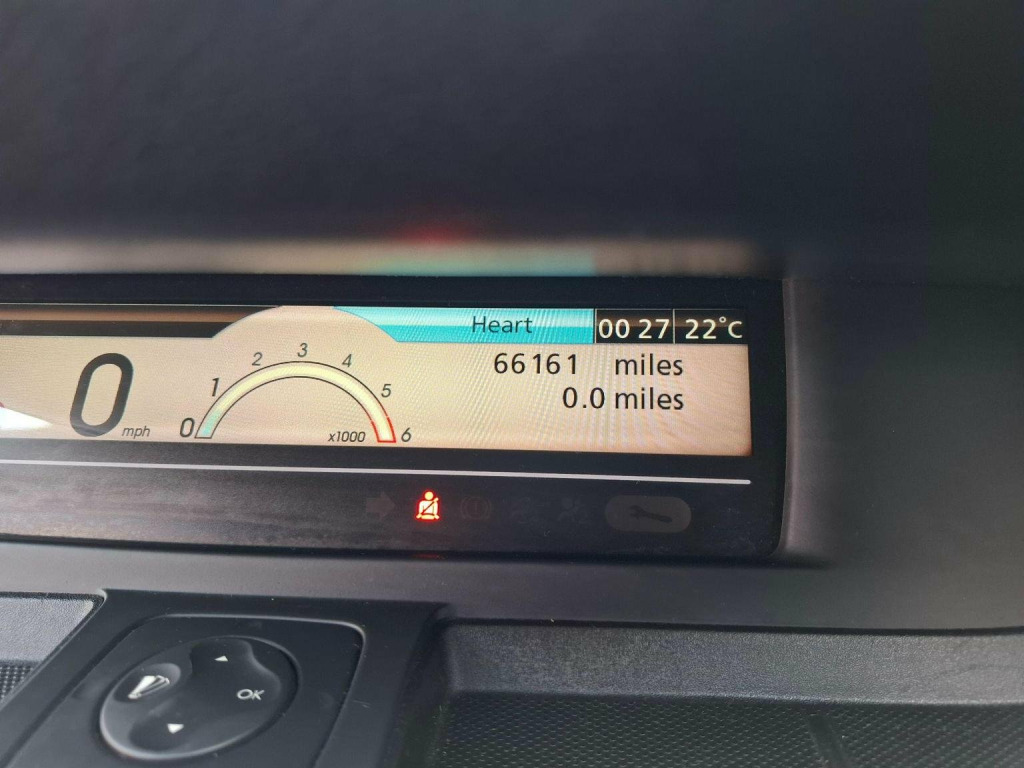 Heart 00 27 22°C
66161 miles
0.0 miles
0 mph
0 1 2 3 4 5 6
x1000
OK